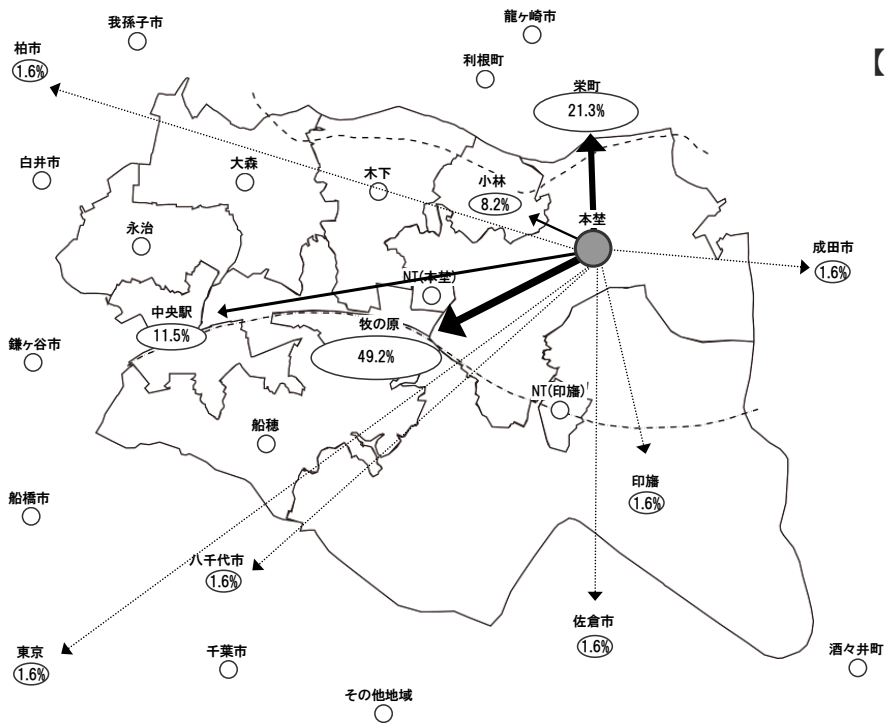 我孫子市
龍ヶ崎市
柏市
1.6%
利根町
【
栄町
21.3%
白井市
大森
木下
小林
8.2%
永治
本埜
成田市
1.6%
NT(本埜)
中央駅
11.5%
牧の原
49.2%
鎌ヶ谷市
NT(印旛)
船穂
印旛
1.6%
船橋市
八千代市
1.6%
佐倉市
1.6%
東京
1.6%
千葉市
酒々井町
その他地域